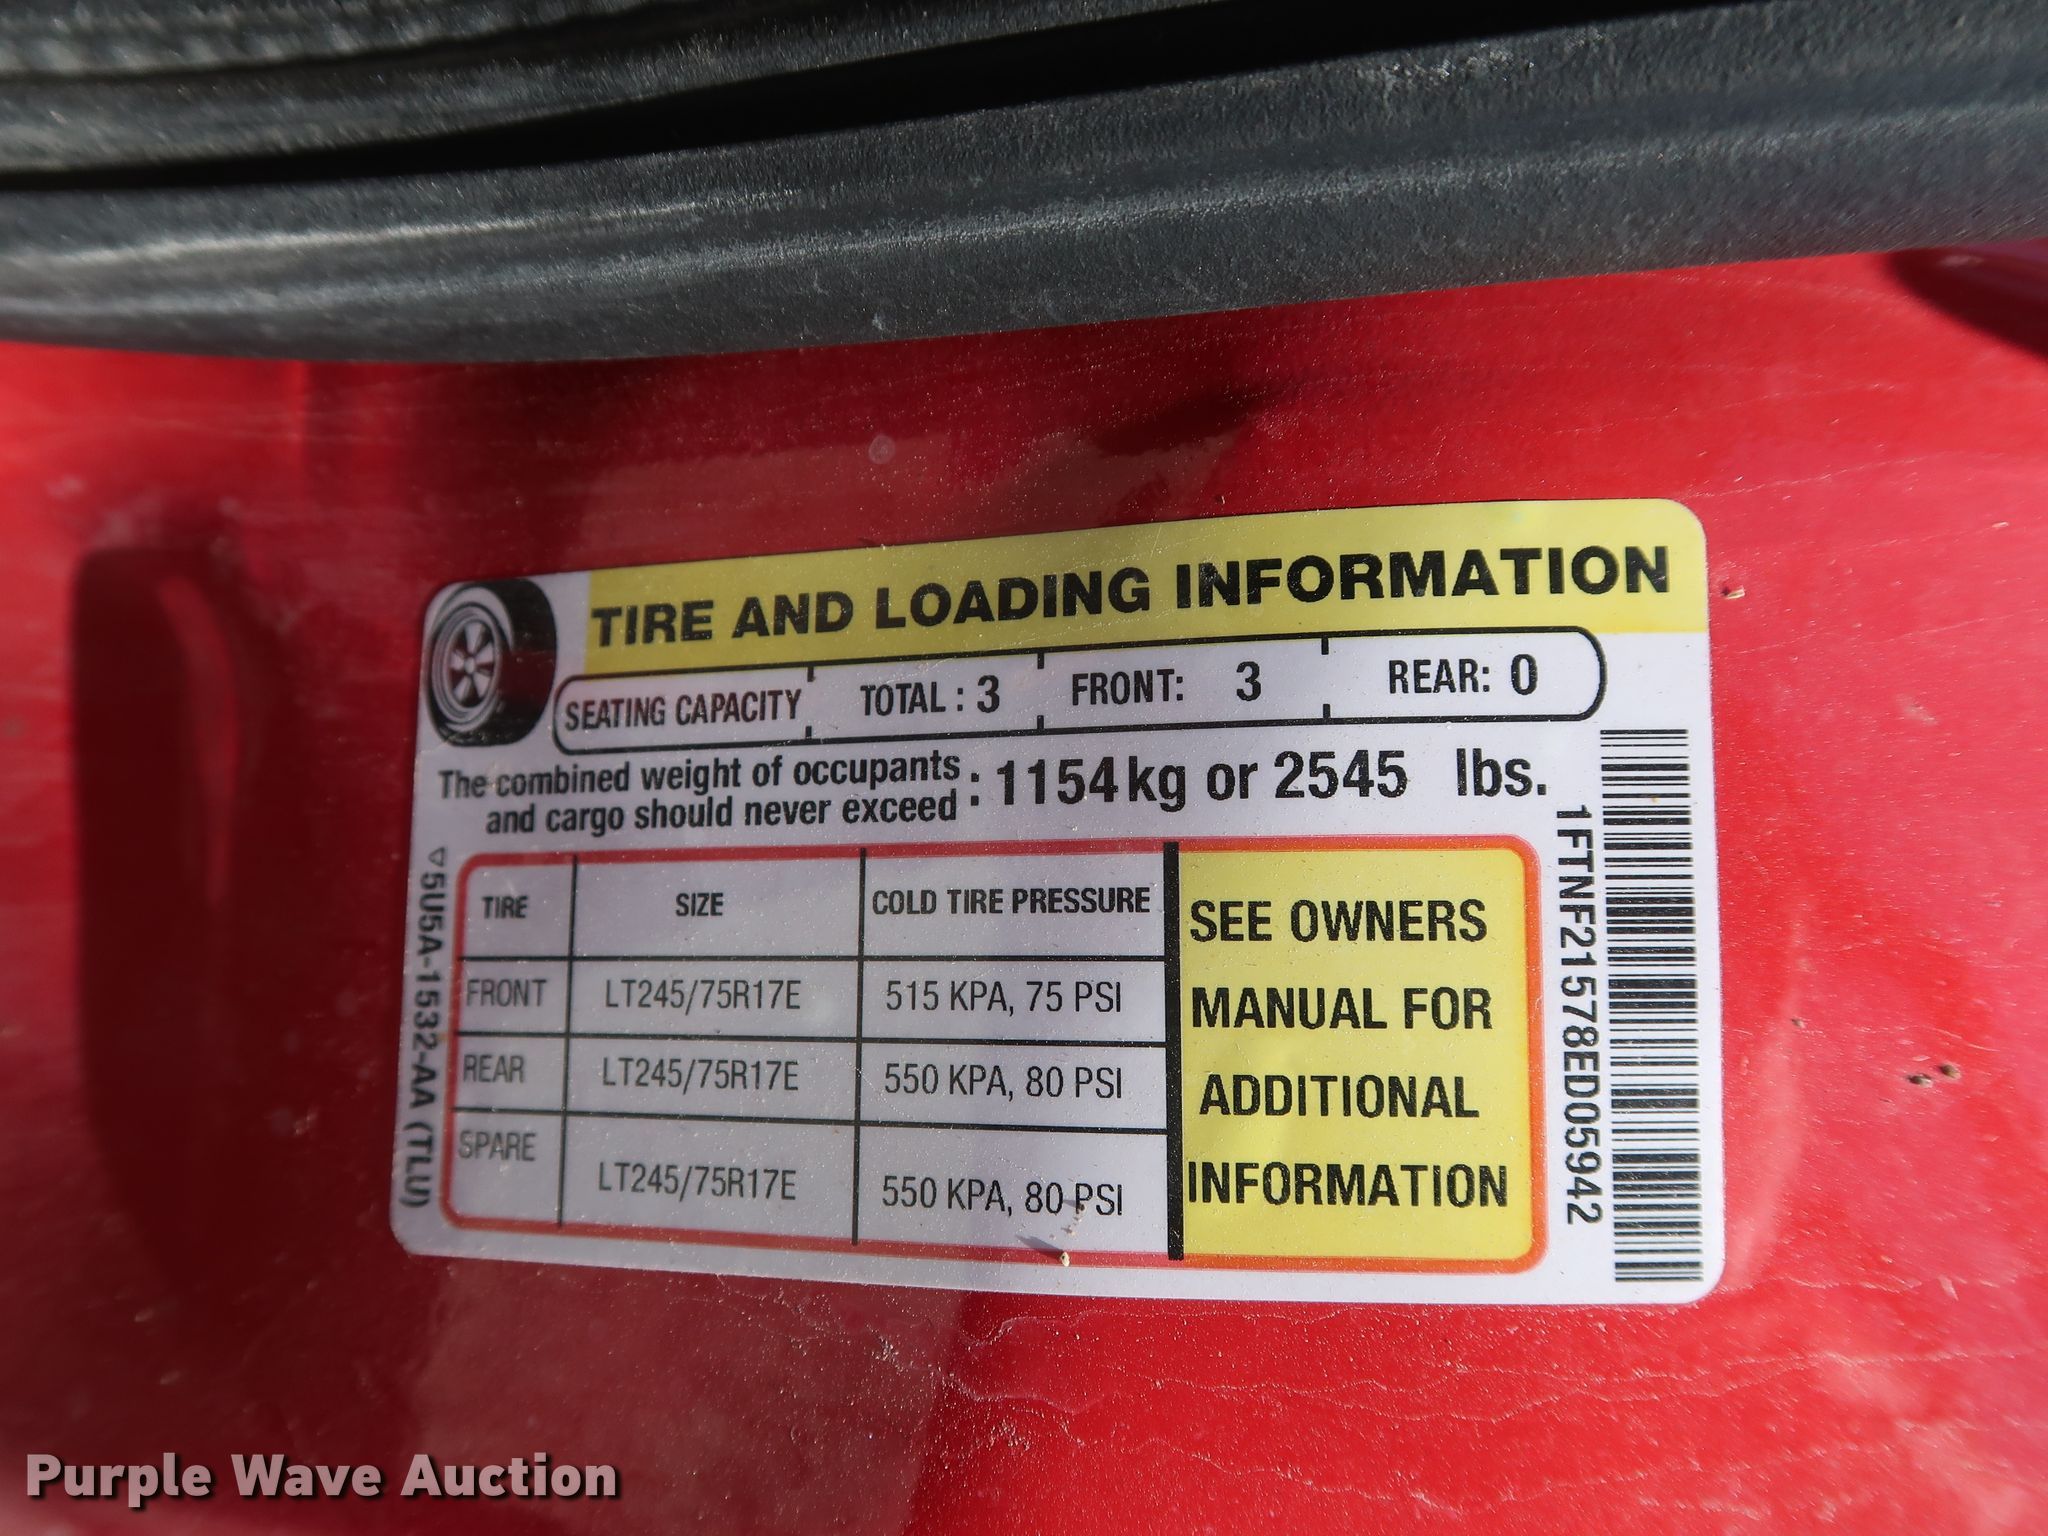 TIRE AND LOADING INFORMATION
SEATING CAPACITY TOTAL : 3 FRONT: 3 REAR: 0
The combined weight of occupants
and cargo should never exceed : 1154 kg or 2545 lbs.
TIRE SIZE COLD TIRE PRESSURE
FRONT LT245/75R17E 515 KPA, 75 PSI
REAR LT245/75R17E 550 KPA, 80 PSI
SPARE LT245/75R17E 550 KPA, 80 PSI
SEE OWNERS
MANUAL FOR
ADDITIONAL
INFORMATION
5U5A-1532-AA (TLU)
1FTNF21578ED05942
Purple Wave Auction